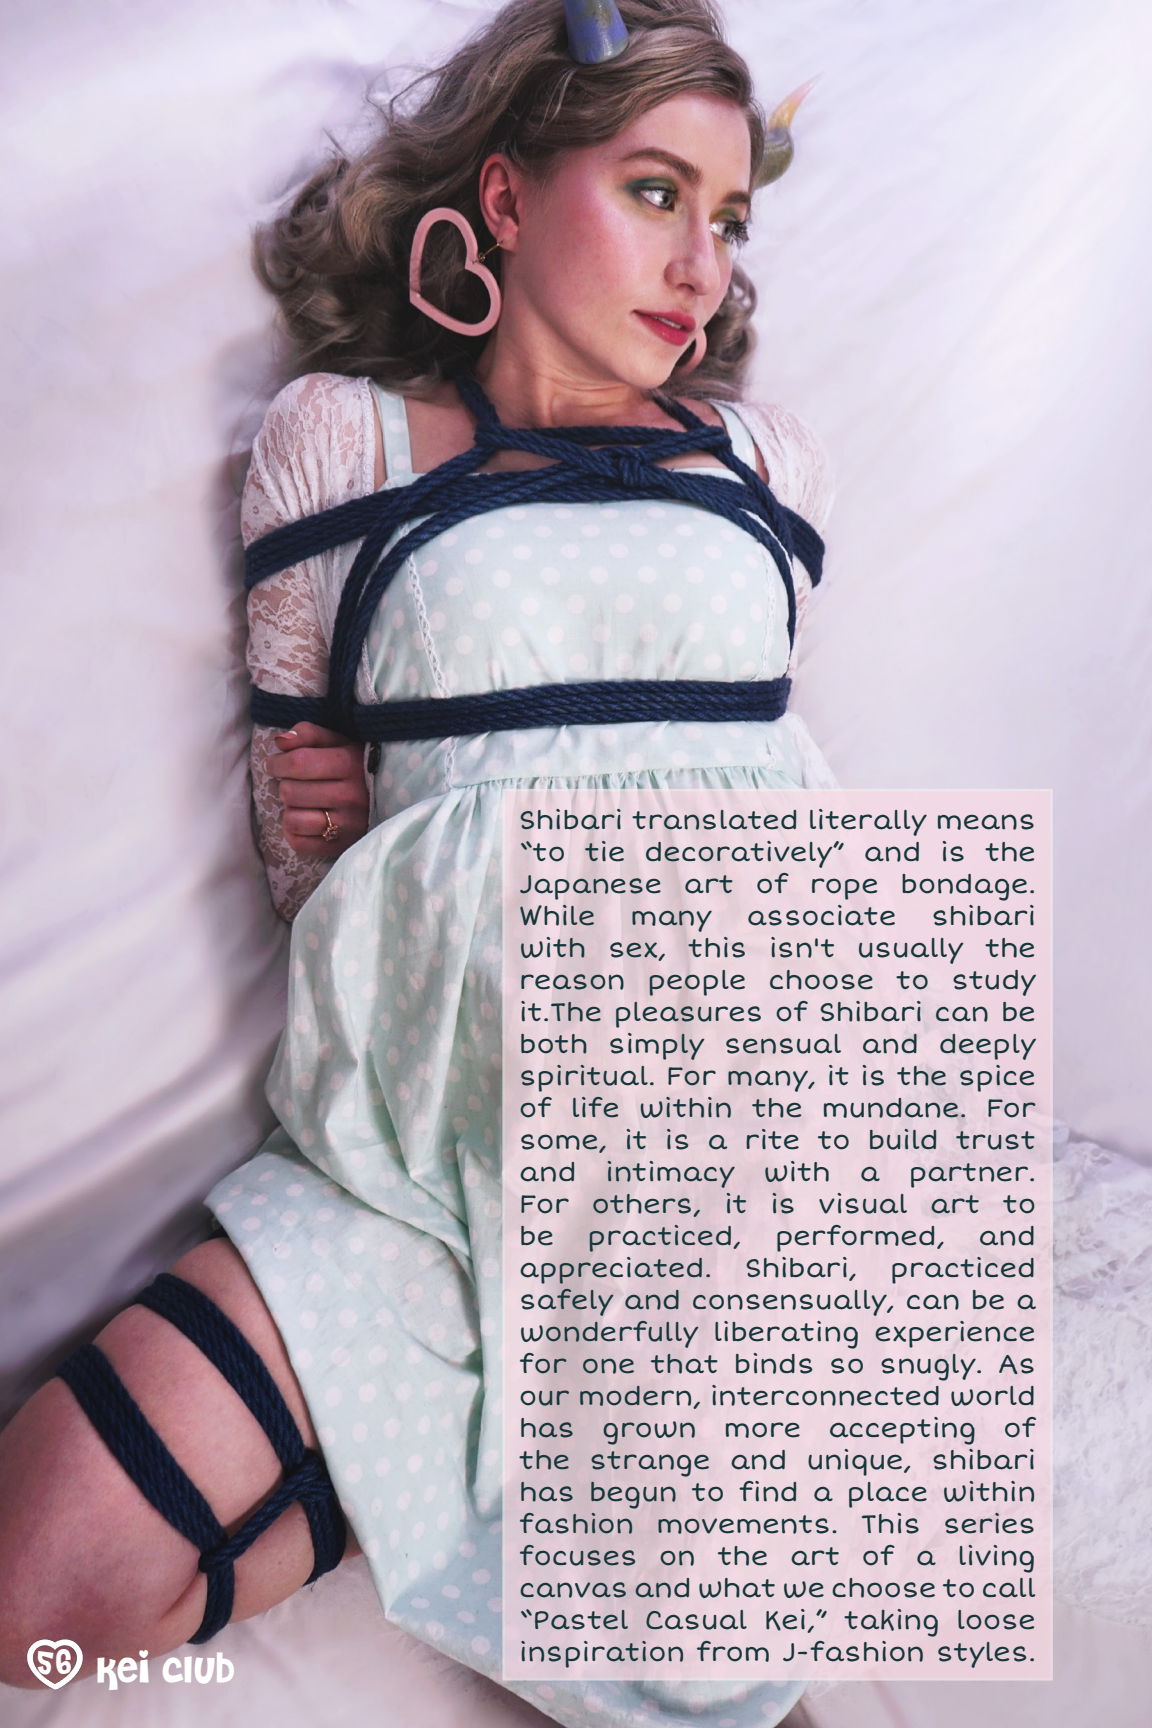 Shibari translated literally means
“to tie decoratively” and is the
Japanese art of rope bondage.
While many associate shibari
with sex, this isn't usually the
reason people choose to study
it.The pleasures of Shibari can be
both simply sensual and deeply
spiritual. For many, it is the spice
of life within the mundane. For
some, it is a rite to build trust
and intimacy with a partner.
For others, it is visual art to
be practiced, performed, and
appreciated. Shibari, practiced
safely and consensually, can be a
wonderfully liberating experience
for one that binds so snugly. As
our modern, interconnected world
has grown more accepting of
the strange and unique, shibari
has begun to find a place within
fashion movements. This series
focuses on the art of a living
canvas and what we choose to call
“Pastel Casual Kei,” taking loose
inspiration from J-fashion styles.
56 kei club